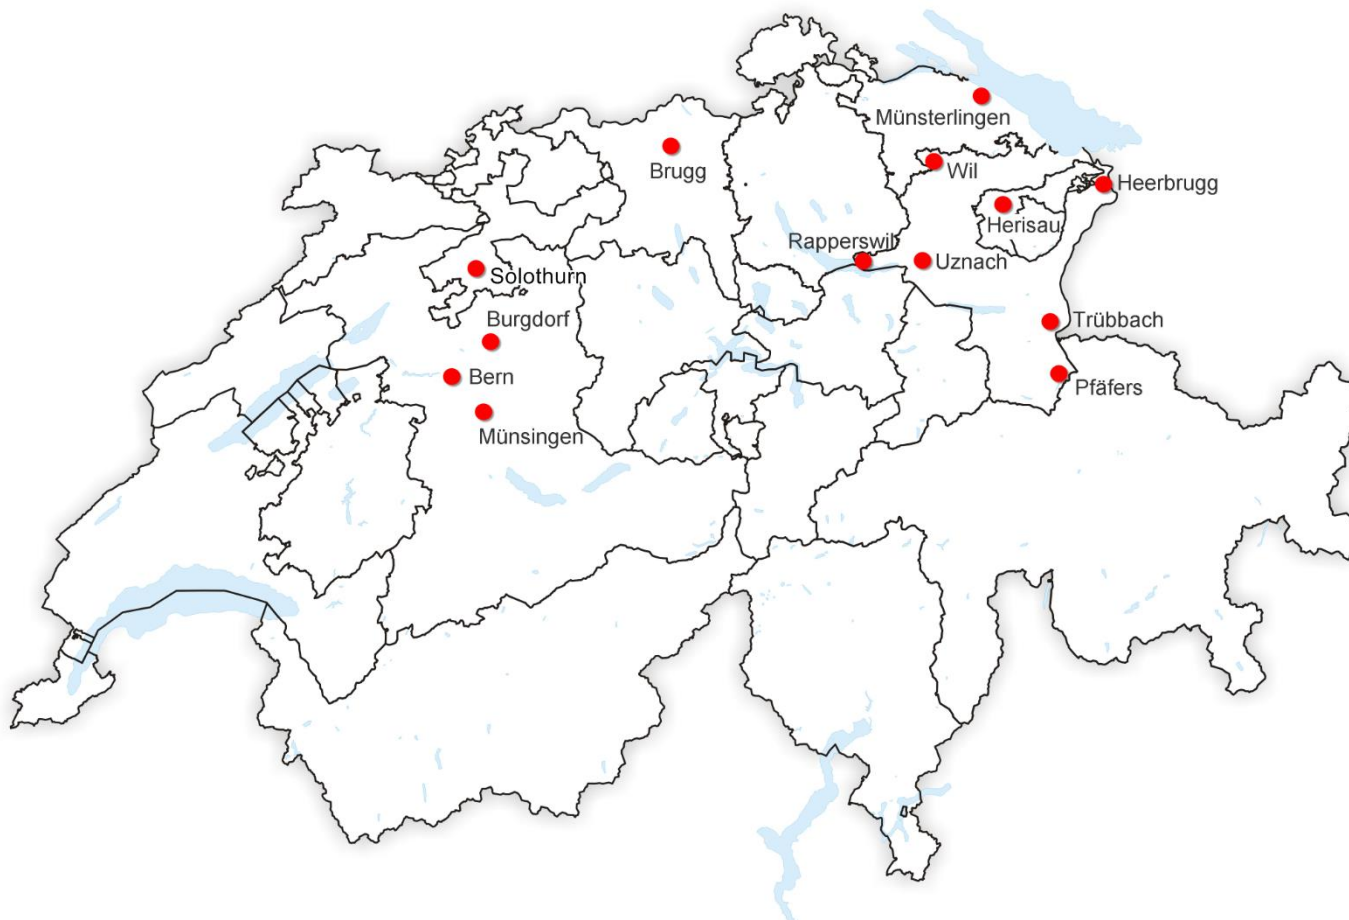 Münsterlingen
Brugg
Wil
Heerbrugg
Herisau
Rapperswil
Uznach
Solothurn
Burgdorf
Trübbach
Bern
Pfäfers
Münsingen